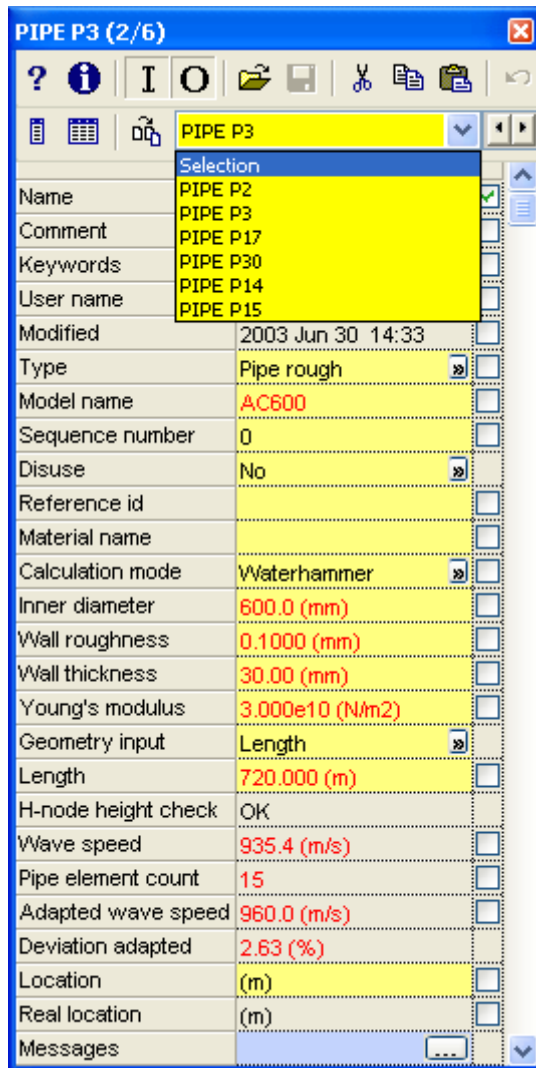 PIPE P3 (2/6)
? i I O
PIPE P3
Selection
PIPE P2
PIPE P3
PIPE P17
PIPE P30
PIPE P14
PIPE P15
Name
Comment
Keywords
User name
Modified 2003 Jun 30 14:33
Type Pipe rough »
Model name AC600
Sequence number 0
Disuse No »
Reference id
Material name
Calculation mode Waterhammer »
Inner diameter 600.0 (mm)
Wall roughness 0.1000 (mm)
Wall thickness 30.00 (mm)
Young's modulus 3.000e10 (N/m2)
Geometry input Length »
Length 720.000 (m)
H-node height check OK
Wave speed 935.4 (m/s)
Pipe element count 15
Adapted wave speed 960.0 (m/s)
Deviation adapted 2.63 (%)
Location (m)
Real location (m)
Messages ...